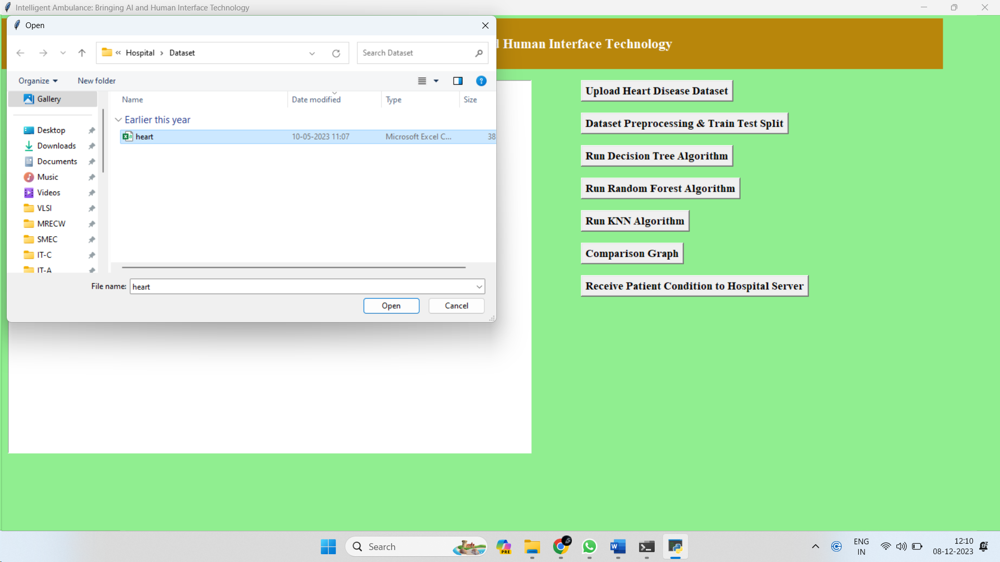 Intelligent Ambulance: Bringing AI and Human Interface Technology
Open
Human Interface Technology
« Hospital > Dataset
Search Dataset
Organize
New folder
Gallery
Desktop
Downloads
Documents
Music
Videos
VLSI
MRECW
SMEC
IT-C
IT-A
Name
Date modified
Type
Size
Earlier this year
heart
10-05-2023 11:07
Microsoft Excel C...
38
File name:
heart
Open
Cancel
Upload Heart Disease Dataset
Dataset Preprocessing & Train Test Split
Run Decision Tree Algorithm
Run Random Forest Algorithm
Run KNN Algorithm
Comparison Graph
Receive Patient Condition to Hospital Server
Search
PRE
ENG
IN
12:10
08-12-2023